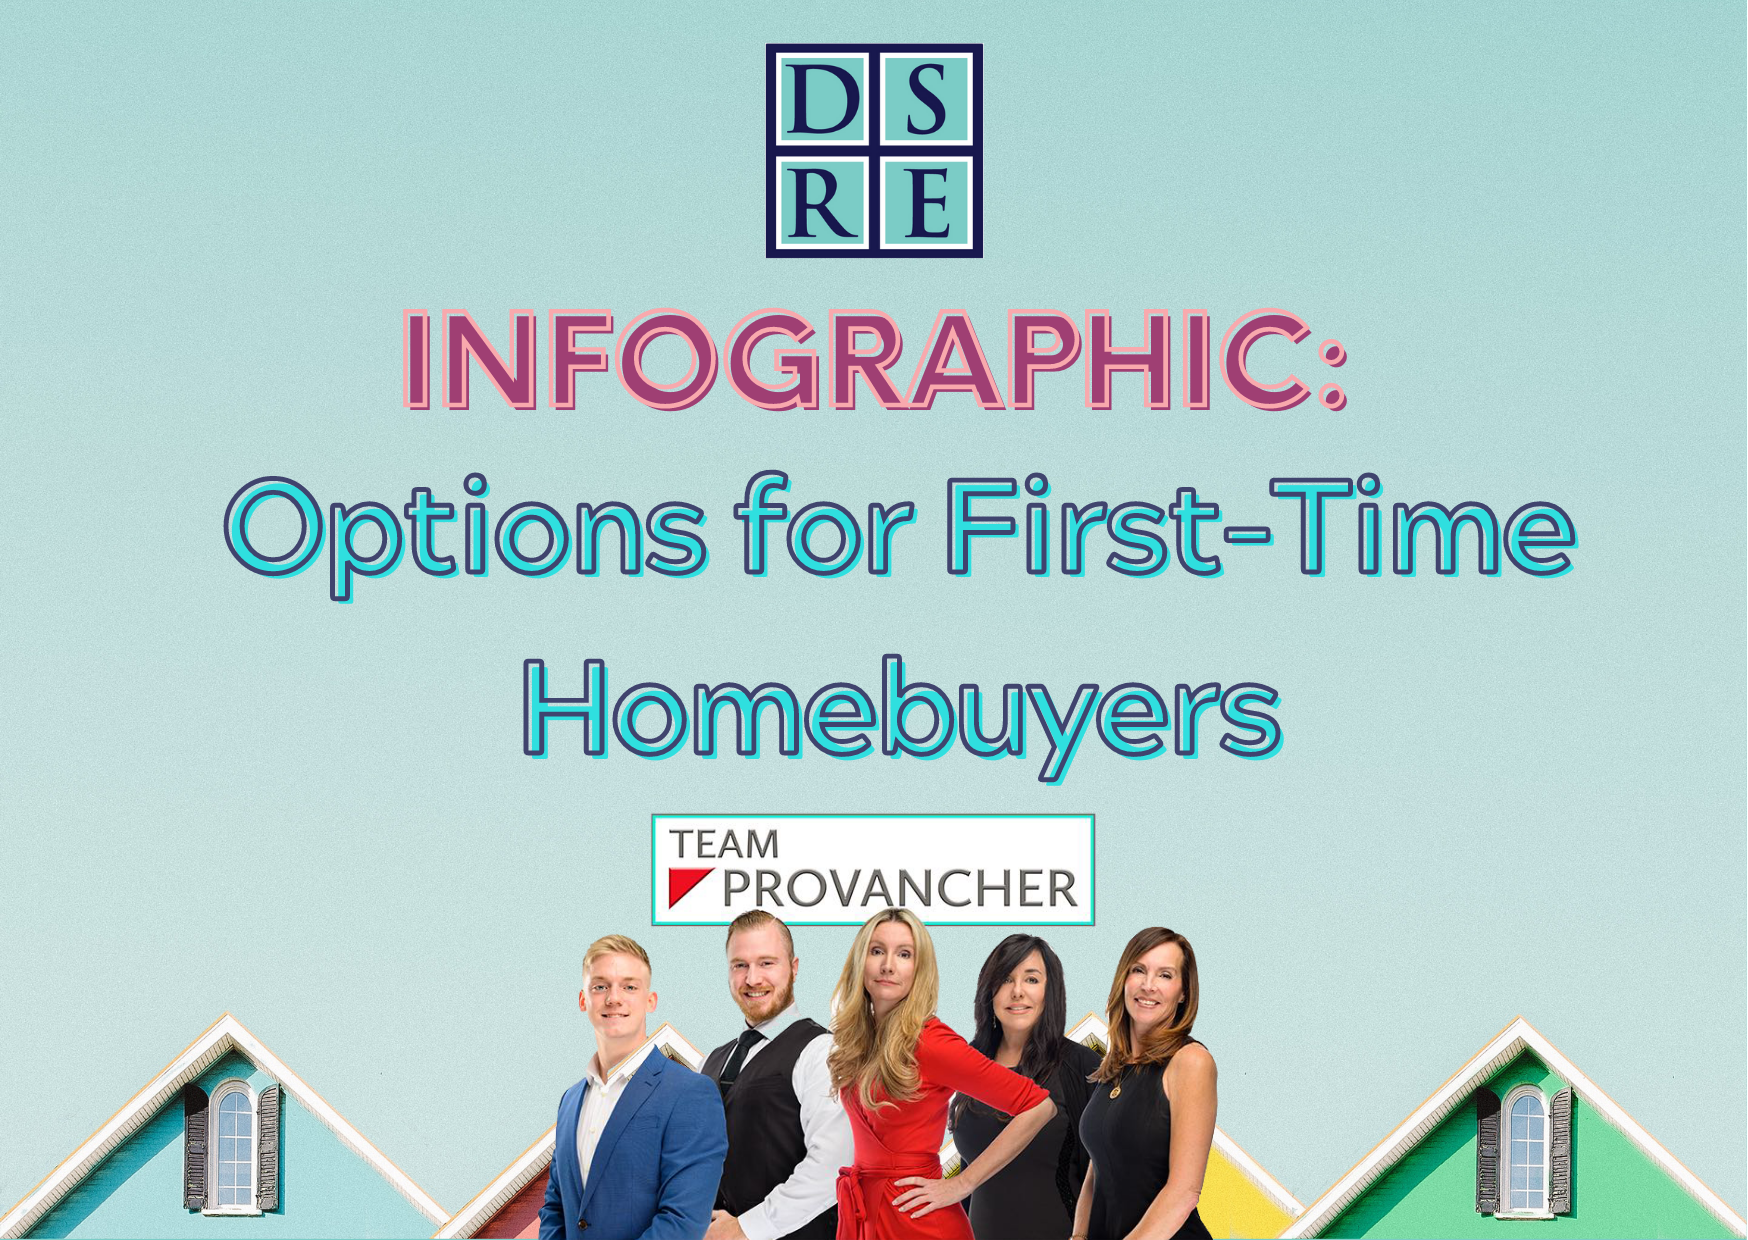 D S
R E
INFOGRAPHIC:
Options for First-Time
Homebuyers
TEAM
PROVANCHER